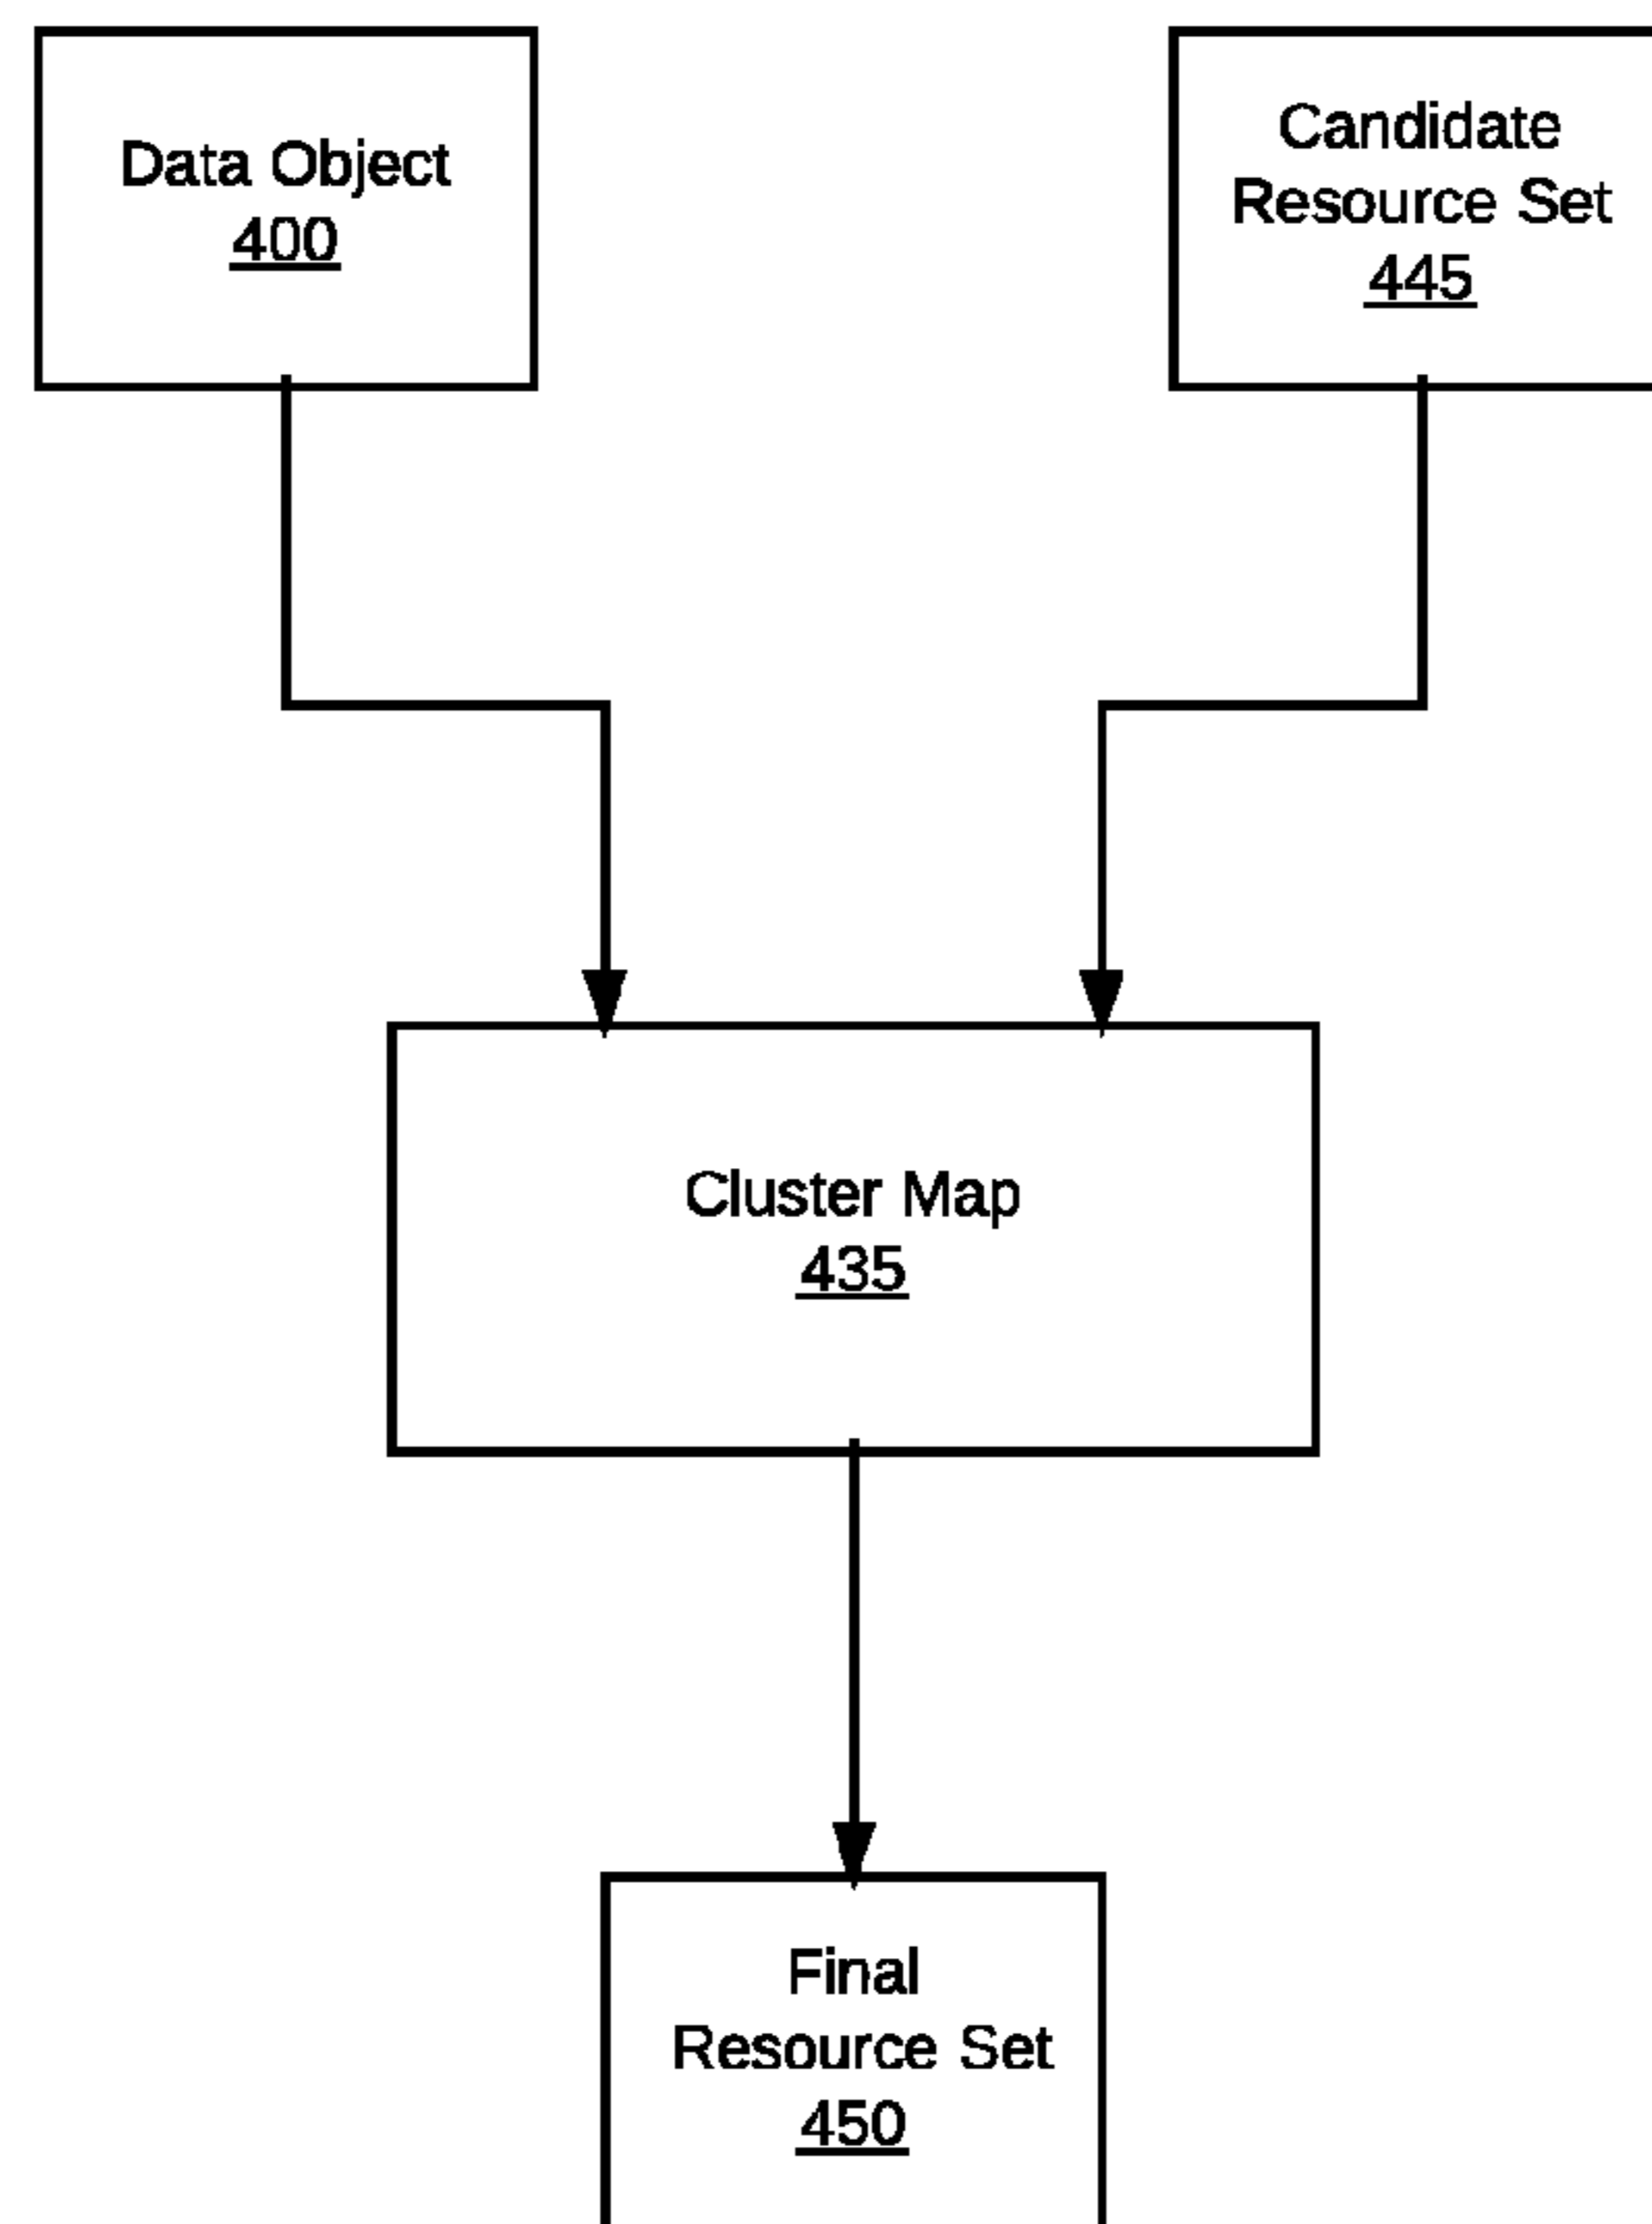 Data Object
400
Candidate
Resource Set
445
Cluster Map
435
Final
Resource Set
450